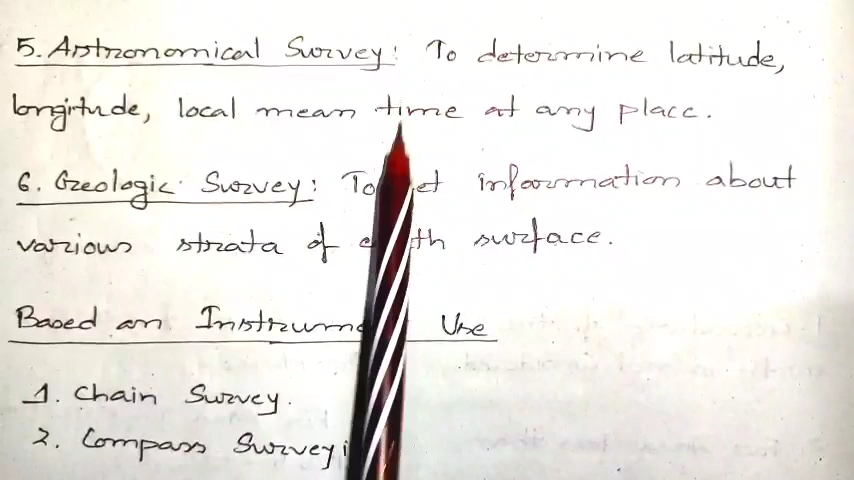 5. Astronomical Survey: To determine latitude,
longitude, local mean time at any place.
6. Geologic Survey: To information about
various strata of surface.
Based on Use
1. Chain Survey.
2. Compass